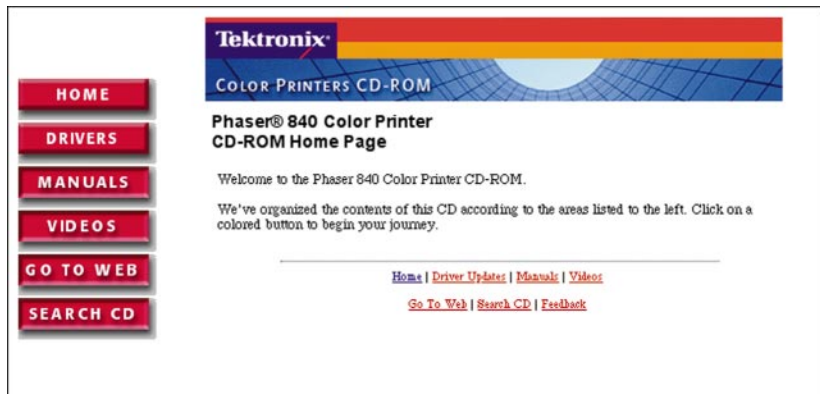 Tektronix
COLOR PRINTERS CD-ROM
HOME
DRIVERS
MANUALS
VIDEOS
GO TO WEB
SEARCH CD
Phaser® 840 Color Printer
CD-ROM Home Page
Welcome to the Phaser 840 Color Printer CD-ROM.
We've organized the contents of this CD according to the areas listed to the left. Click on a
colored button to begin your journey.
Home | Driver Updates | Manuals | Videos
Go To Web | Search CD | Feedback